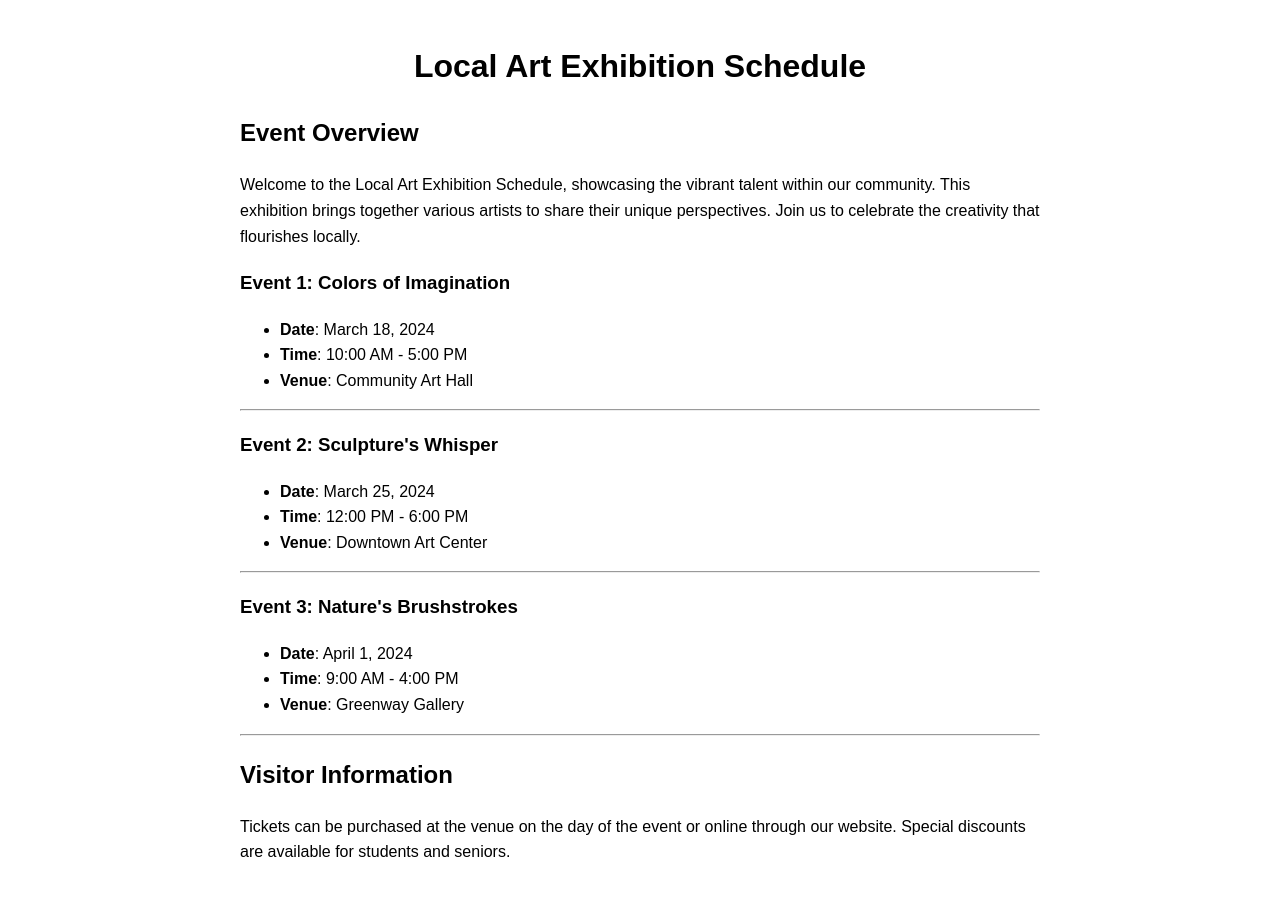 Local Art Exhibition Schedule
Event Overview
Welcome to the Local Art Exhibition Schedule, showcasing the vibrant talent within our community. This
exhibition brings together various artists to share their unique perspectives. Join us to celebrate the creativity that
flourishes locally.
Event 1: Colors of Imagination
• Date: March 18, 2024
• Time: 10:00 AM - 5:00 PM
• Venue: Community Art Hall
Event 2: Sculpture's Whisper
• Date: March 25, 2024
• Time: 12:00 PM - 6:00 PM
• Venue: Downtown Art Center
Event 3: Nature's Brushstrokes
• Date: April 1, 2024
• Time: 9:00 AM - 4:00 PM
• Venue: Greenway Gallery
Visitor Information
Tickets can be purchased at the venue on the day of the event or online through our website. Special discounts
are available for students and seniors.